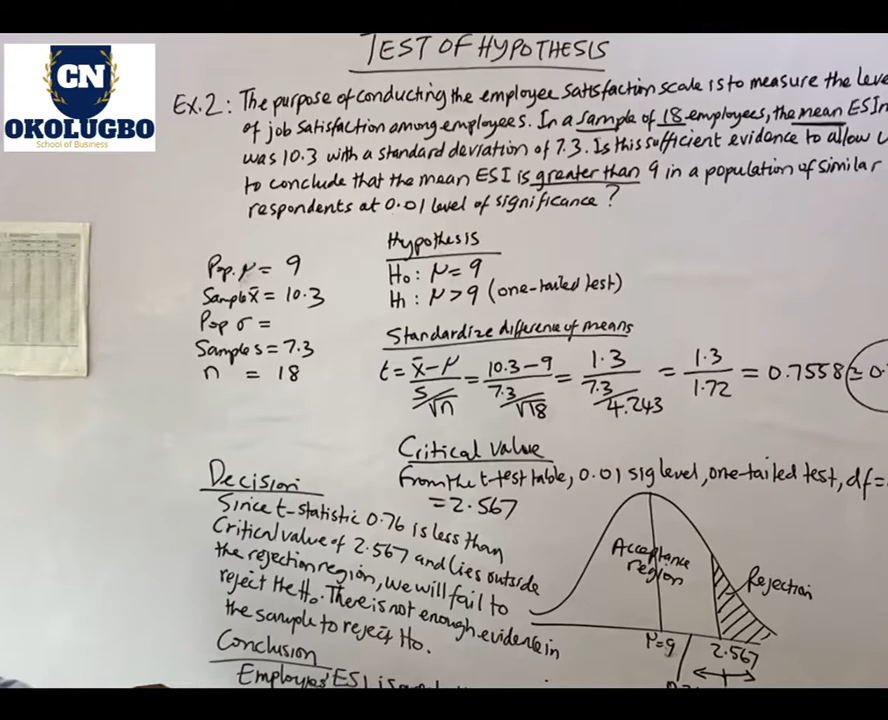 CN
OKOLUGBO
School of Business
TEST OF HYPOTHESIS
Ex.2: The purpose of conducting the employee satisfaction scale is to measure the level
of job satisfaction among employees. In a sample of 18 employees, the mean ESI
was 10.3 with a standard deviation of 7.3. Is this sufficient evidence to allow
to conclude that the mean ESI is greater than 9 in a population of similar
respondents at 0.01 level of significance?
Pop. μ = 9
Sample x̄ = 10.3
Pop σ =
Sample s = 7.3
n = 18
Hypothesis
H₀: μ = 9
H₁: μ > 9 (one-tailed test)
Standardize difference of means
t = x̄ - μ / s/√n = 10.3 - 9 / 7.3/√18 = 1.3 / 7.3/4.243 = 1.3 / 1.72 = 0.7558 ≅ 0.
Critical value
From the t-test table, 0.01 sig level, one-tailed test, df =
= 2.567
Decision
Since t-statistic 0.76 is less than
Critical value of 2.567 and lies outside
the rejection region, we will fail to
reject the H₀. There is not enough evidence in
the sample to reject H₀.
Conclusion
Employees' ESI is
Acceptance
region
Rejection
μ=9
2.567